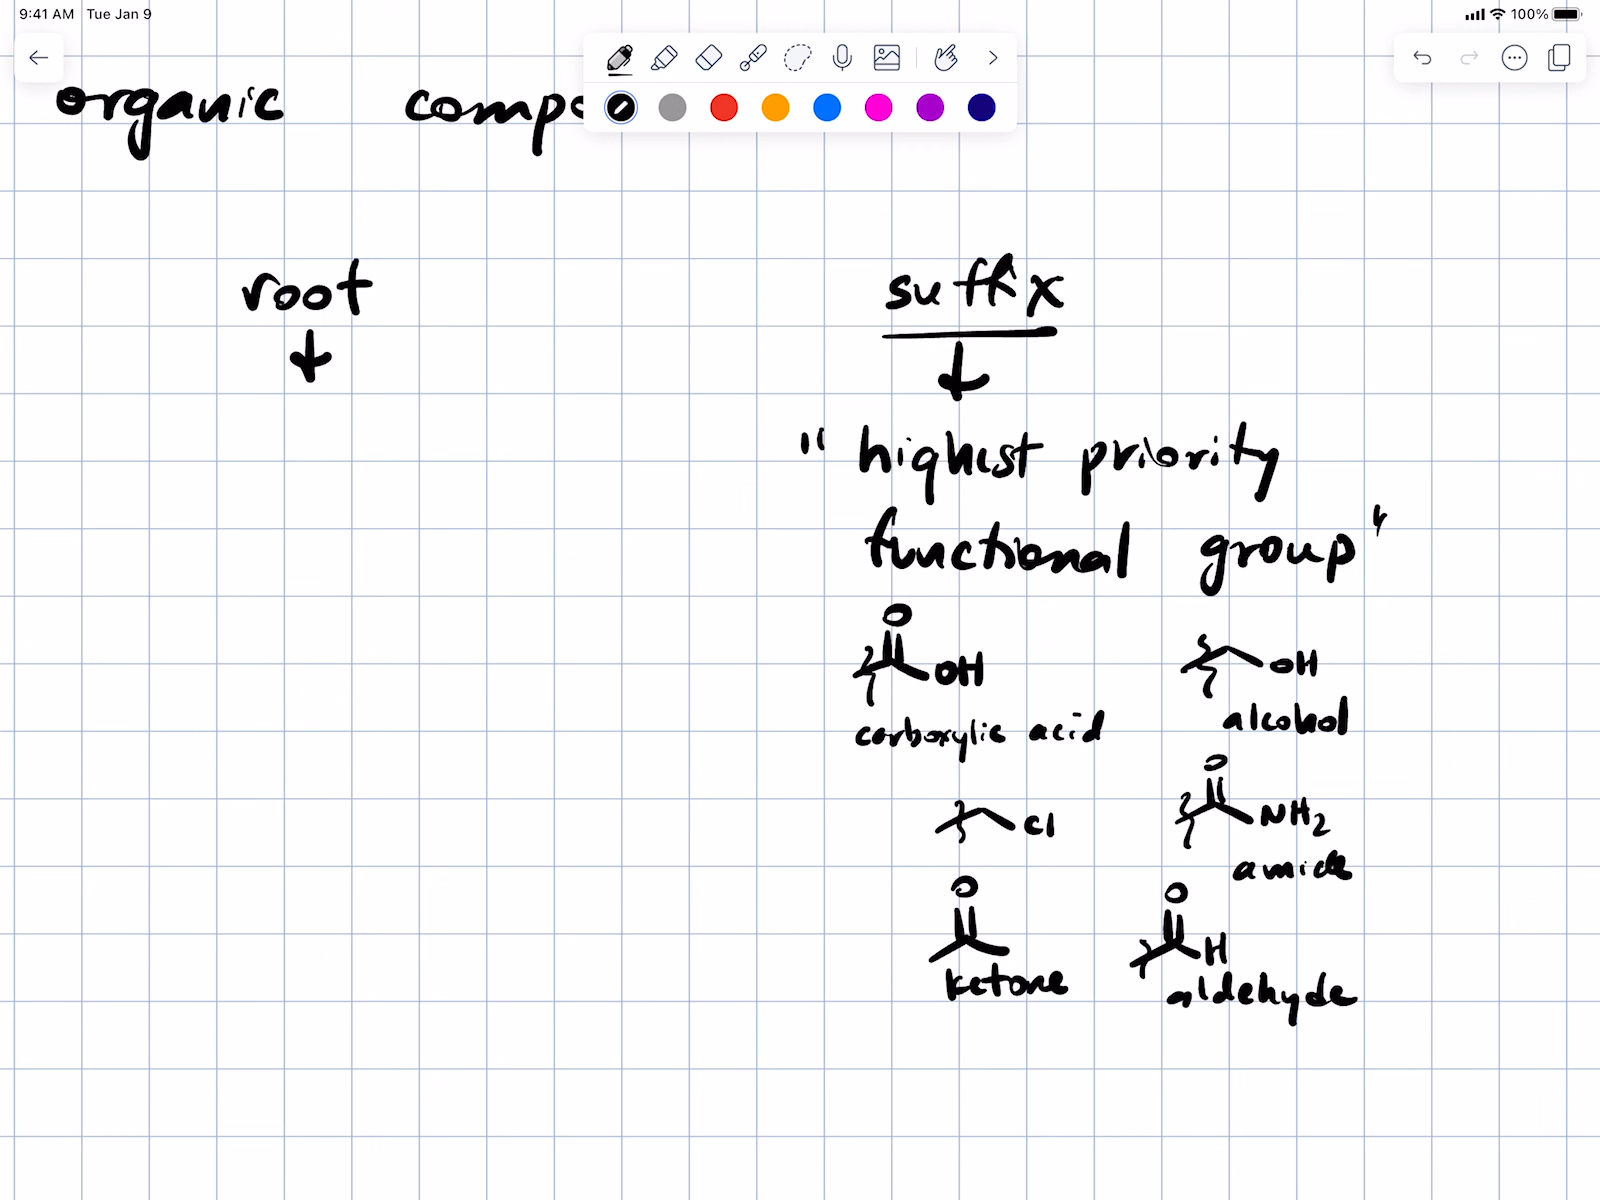 9:41 AM Tue Jan 9
100%
organic comp
root
suffix
" highest priority
functional group "
O
OH
carboxylic acid
OH
alcohol
Cl
O
NH2
amide
O
ketone
O
H
aldehyde